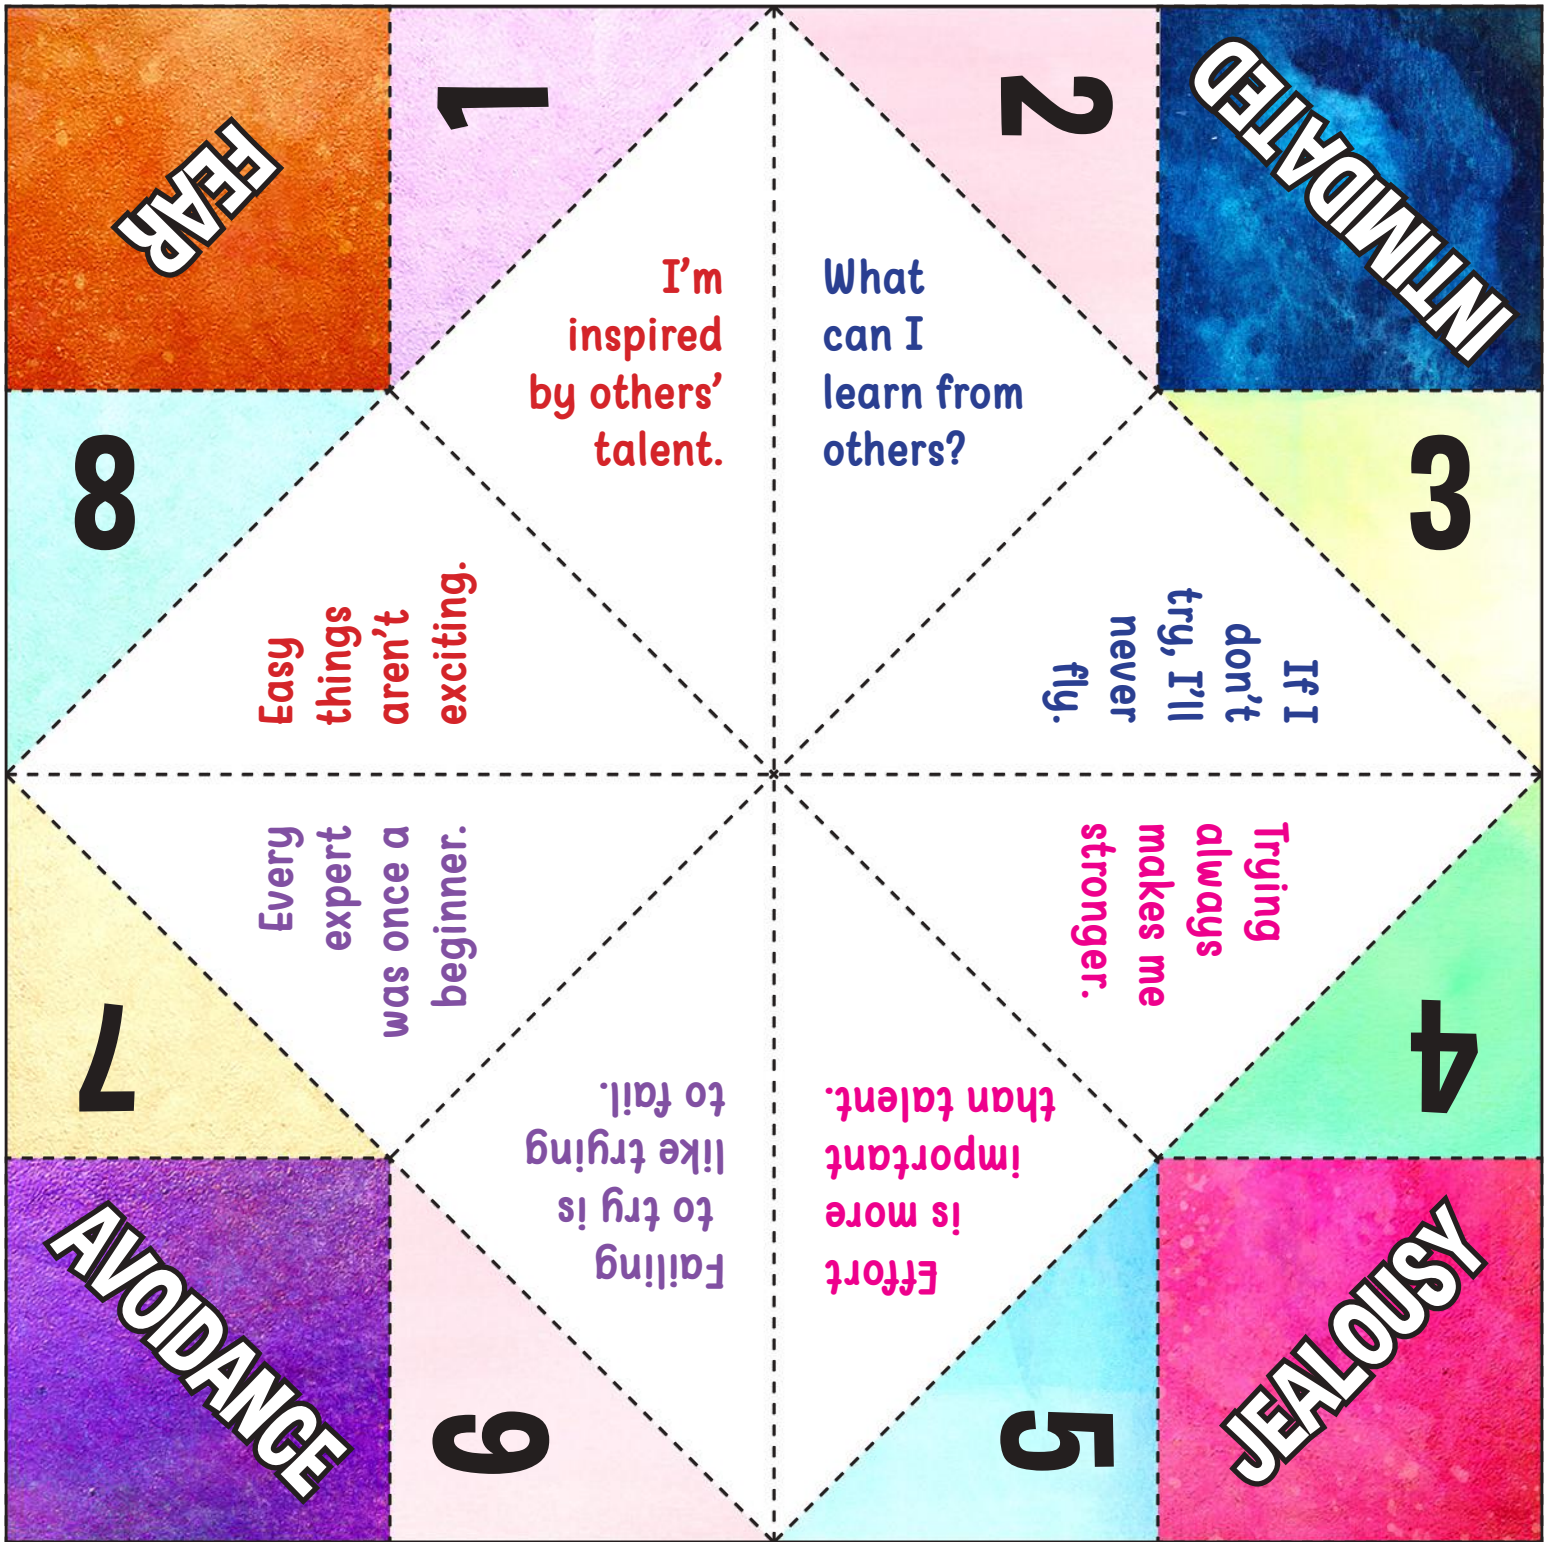 FEAR
1
2
INTIMIDATED
I'm
inspired
by others'
talent.
What
can I
learn from
others?
8
3
Easy
things
aren't
exciting.
If I
don't
try, I'll
never
fly.
Every
expert
was once a
beginner.
Trying
always
makes me
stronger.
7
4
Failing
to try is
like trying
to fail.
Effort
is more
important
than talent.
AVOIDANCE
6
5
JEALOUSY